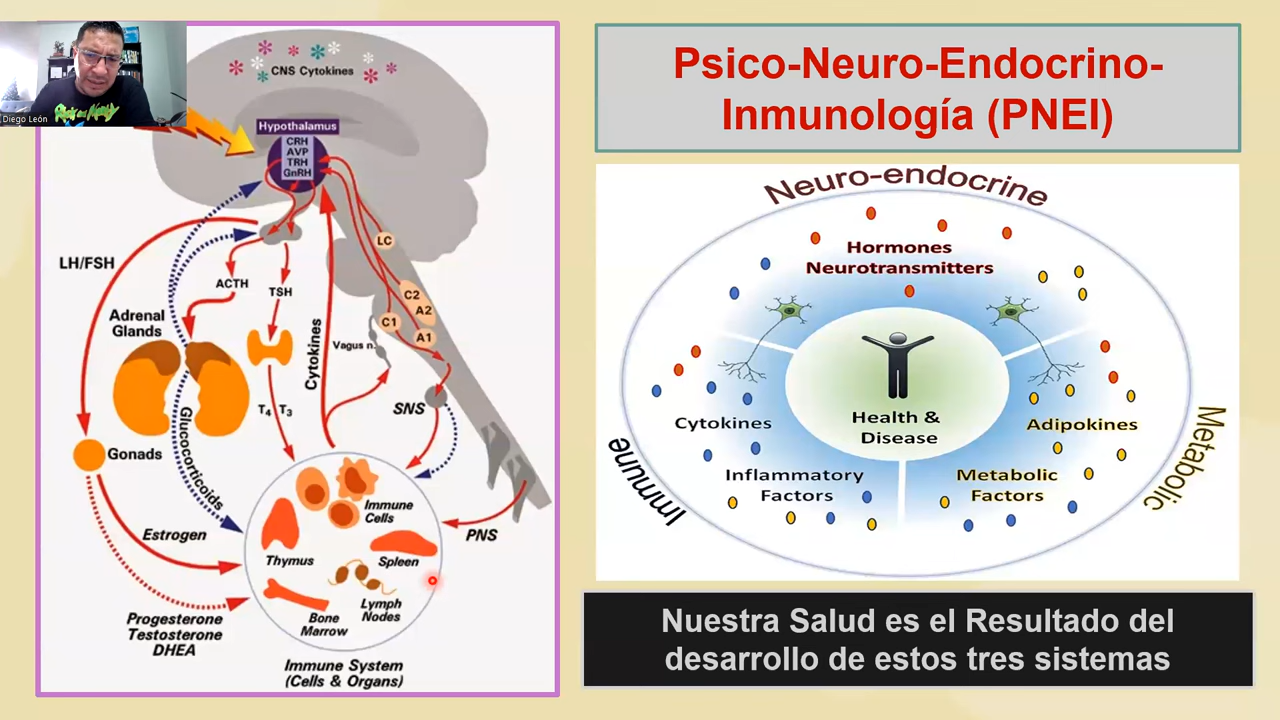 Diego León
CNS Cytokines
Hypothalamus
CRH
AVP
TRH
GnRH
LC
LH/FSH
ACTH
TSH
C2
A2
C1
A1
Adrenal
Glands
Vagus n.
Cytokines
T4
T3
SNS
Glucocorticoids
Gonads
Immune
Cells
Estrogen
PNS
Thymus
Spleen
Lymph
Nodes
Bone
Marrow
Progesterone
Testosterone
DHEA
Immune System
(Cells & Organs)
Psico-Neuro-Endocrino-
Inmunología (PNEI)
Neuro-endocrine
Hormones
Neurotransmitters
Health &
Disease
Cytokines
Adipokines
Inflammatory
Factors
Metabolic
Factors
Immune
Metabolic
Nuestra Salud es el Resultado del
desarrollo de estos tres sistemas